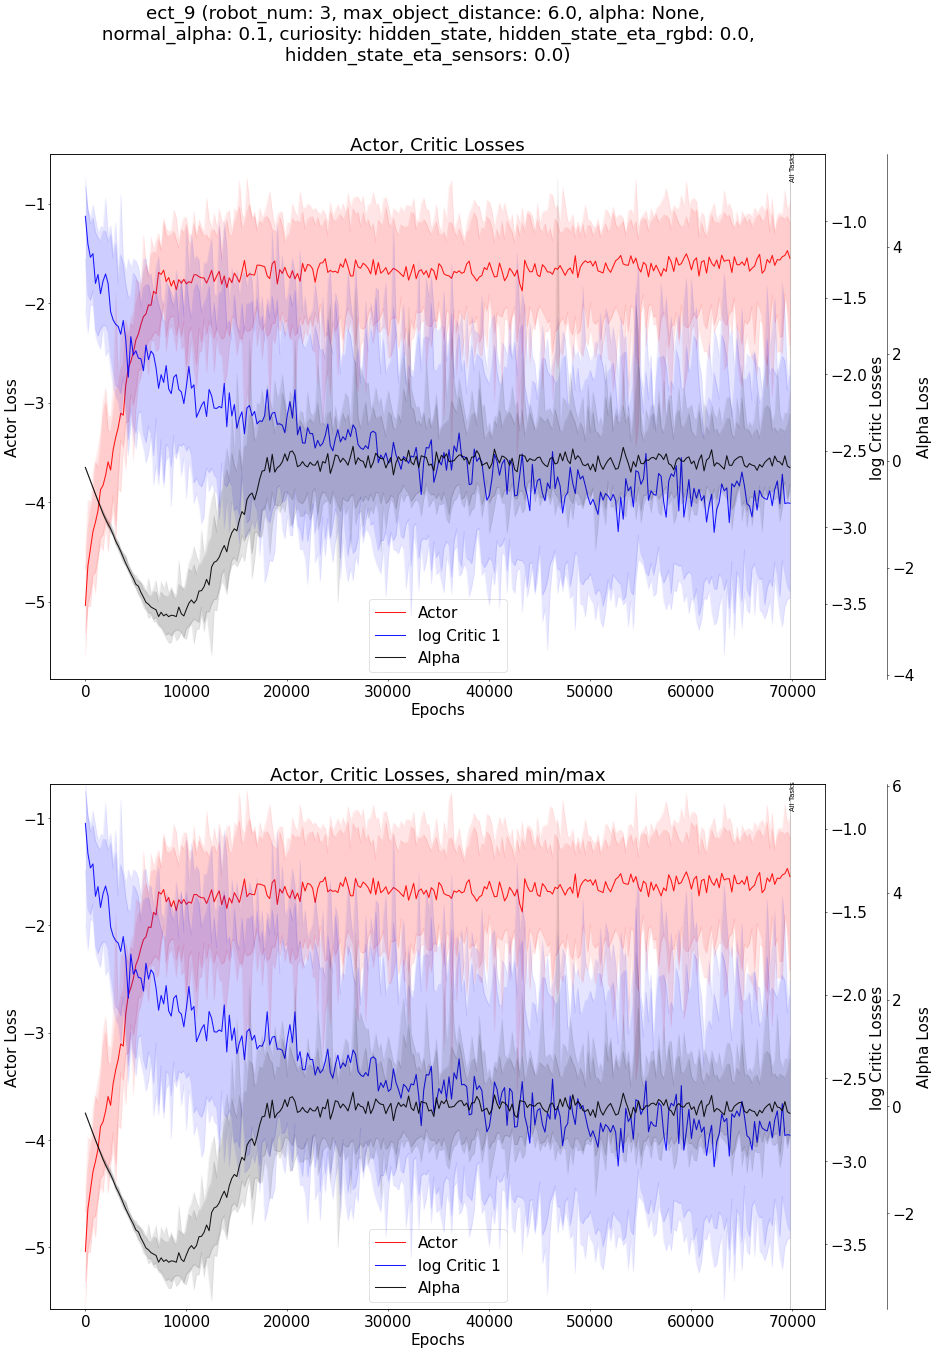 ect_9 (robot_num: 3, max_object_distance: 6.0, alpha: None,
normal_alpha: 0.1, curiosity: hidden_state, hidden_state_eta_rgbd: 0.0,
hidden_state_eta_sensors: 0.0)
Actor, Critic Losses
All Tasks
−1
−2
−3
−4
−5
Actor Loss
−1.0
−1.5
−2.0
−2.5
−3.0
−3.5
log Critic Losses
4
2
0
−2
−4
Alpha Loss
Actor
log Critic 1
Alpha
0 10000 20000 30000 40000 50000 60000 70000
Epochs
Actor, Critic Losses, shared min/max
All Tasks
−1
−2
−3
−4
−5
Actor Loss
−1.0
−1.5
−2.0
−2.5
−3.0
−3.5
log Critic Losses
6
4
2
0
−2
Alpha Loss
Actor
log Critic 1
Alpha
0 10000 20000 30000 40000 50000 60000 70000
Epochs